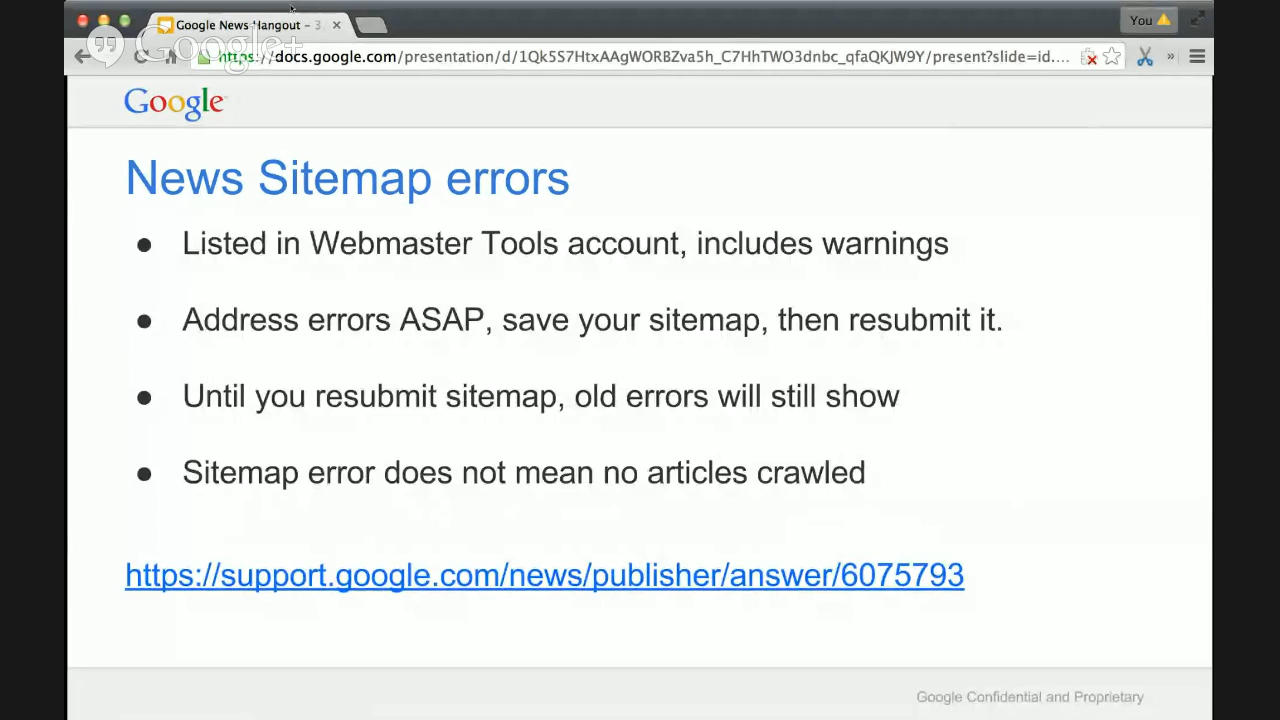 Google News Hangout – 3
You
Google+
https://docs.google.com/presentation/d/1Qk5S7HtxAAgWORBZva5h_C7HhTWO3dnbc_qfaQKJW9Y/present?slide=id....
Google
News Sitemap errors
● Listed in Webmaster Tools account, includes warnings
● Address errors ASAP, save your sitemap, then resubmit it.
● Until you resubmit sitemap, old errors will still show
● Sitemap error does not mean no articles crawled
https://support.google.com/news/publisher/answer/6075793
Google Confidential and Proprietary